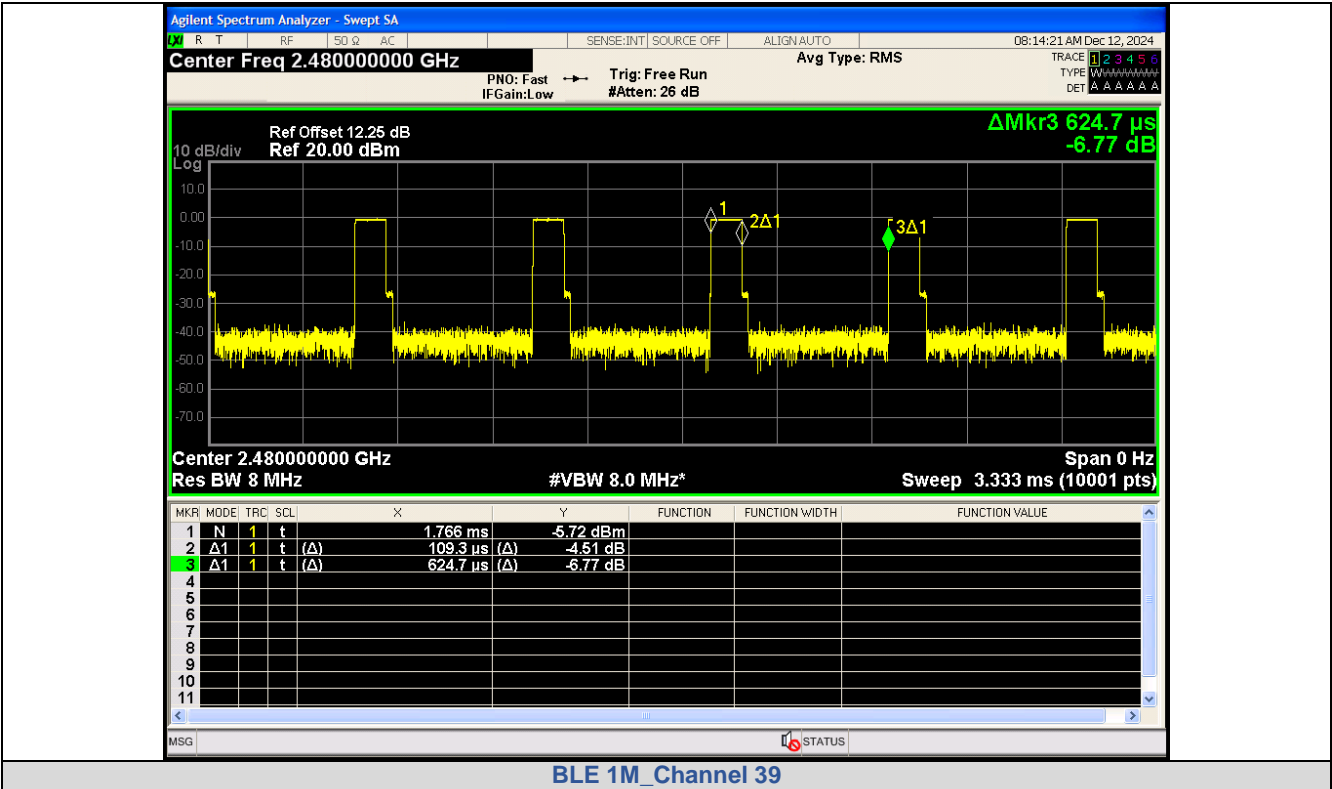 Agilent Spectrum Analyzer - Swept SA
LXI R T RF 50 Ω AC SENSE:INT SOURCE OFF ALIGN AUTO 08:14:21 AM Dec 12, 2024
Center Freq 2.480000000 GHz Avg Type: RMS TRACE 1 2 3 4 5 6
PNO: Fast Trig: Free Run TYPE WWWWWW
IFGain:Low #Atten: 26 dB DET A A A A A A
ΔMkr3 624.7 µs
-6.77 dB
Ref Offset 12.25 dB
10 dB/div Ref 20.00 dBm
Log
10.0
0.00
-10.0
-20.0
-30.0
-40.0
-50.0
-60.0
-70.0
1
2Δ1
3Δ1
Center 2.480000000 GHz Span 0 Hz
Res BW 8 MHz #VBW 8.0 MHz* Sweep 3.333 ms (10001 pts)
MKR MODE TRC SCL X Y FUNCTION FUNCTION WIDTH FUNCTION VALUE
1 N 1 t 1.766 ms -5.72 dBm
2 Δ1 1 t (Δ) 109.3 µs (Δ) -4.51 dB
3 Δ1 1 t (Δ) 624.7 µs (Δ) -6.77 dB
4
5
6
7
8
9
10
11
MSG STATUS
BLE 1M_Channel 39